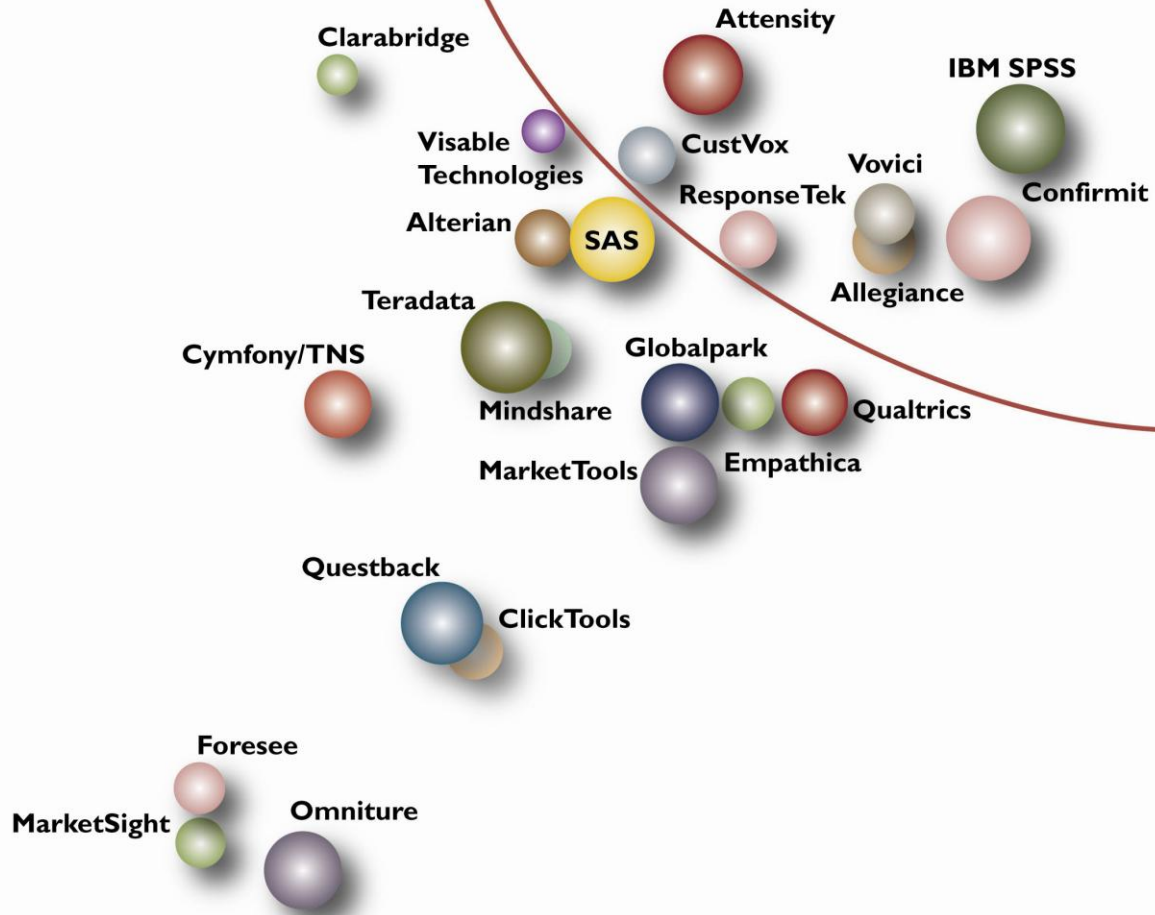 Attensity
Clarabridge
IBM SPSS
Visable
Technologies
CustVox
Vovici
ResponseTek
Confirmit
Alterian
SAS
Allegiance
Teradata
Cymfony/TNS
Globalpark
Mindshare
Qualtrics
MarketTools
Empathica
Questback
ClickTools
Foresee
MarketSight
Omniture